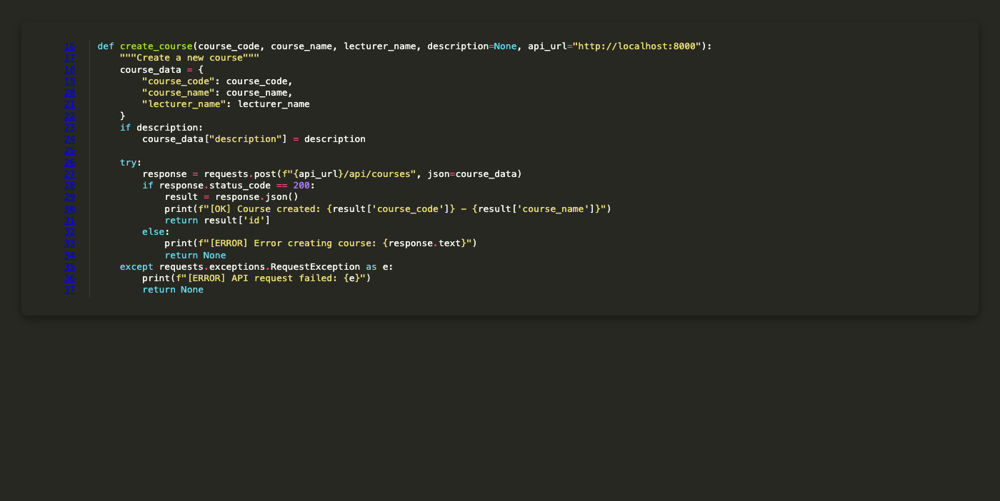 16 def create_course(course_code, course_name, lecturer_name, description=None, api_url="http://localhost:8000"):
17     """Create a new course"""
18     course_data = {
19         "course_code": course_code,
20         "course_name": course_name,
21         "lecturer_name": lecturer_name
22     }
23     if description:
24         course_data["description"] = description
25
26     try:
27         response = requests.post(f"{api_url}/api/courses", json=course_data)
28         if response.status_code == 200:
29             result = response.json()
30             print(f"[OK] Course created: {result['course_code']} - {result['course_name']}")
31             return result['id']
32         else:
33             print(f"[ERROR] Error creating course: {response.text}")
34             return None
35     except requests.exceptions.RequestException as e:
36         print(f"[ERROR] API request failed: {e}")
37         return None